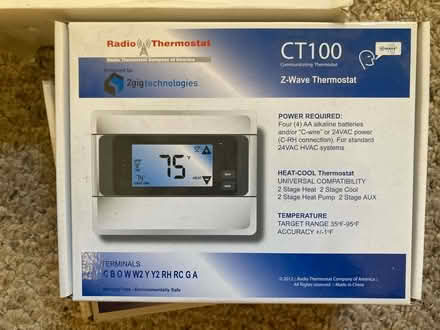 Radio Thermostat
Radio Thermostat Company of America
2gigtechnologies.
CT100
Communicating Thermostat
Z-Wave Thermostat
POWER REQUIRED:
Four (4) AA alkaline batteries
and/or "C-wire" or 24VAC power
(C-RH connection). For standard
24VAC HVAC systems
HEAT-COOL Thermostat
UNIVERSAL COMPATIBILITY
2 Stage Heat 2 Stage Cool
2 Stage Heat Pump 2 Stage AUX
TEMPERATURE
TARGET RANGE 35°F-95°F
ACCURACY +/-1°F
75°F
HEAT
TERMINALS
C B O W W2 Y Y2 RH RC G A
Environmentally Safe
© 2012 | Radio Thermostat Company of America |
All Rights reserved | Made in China